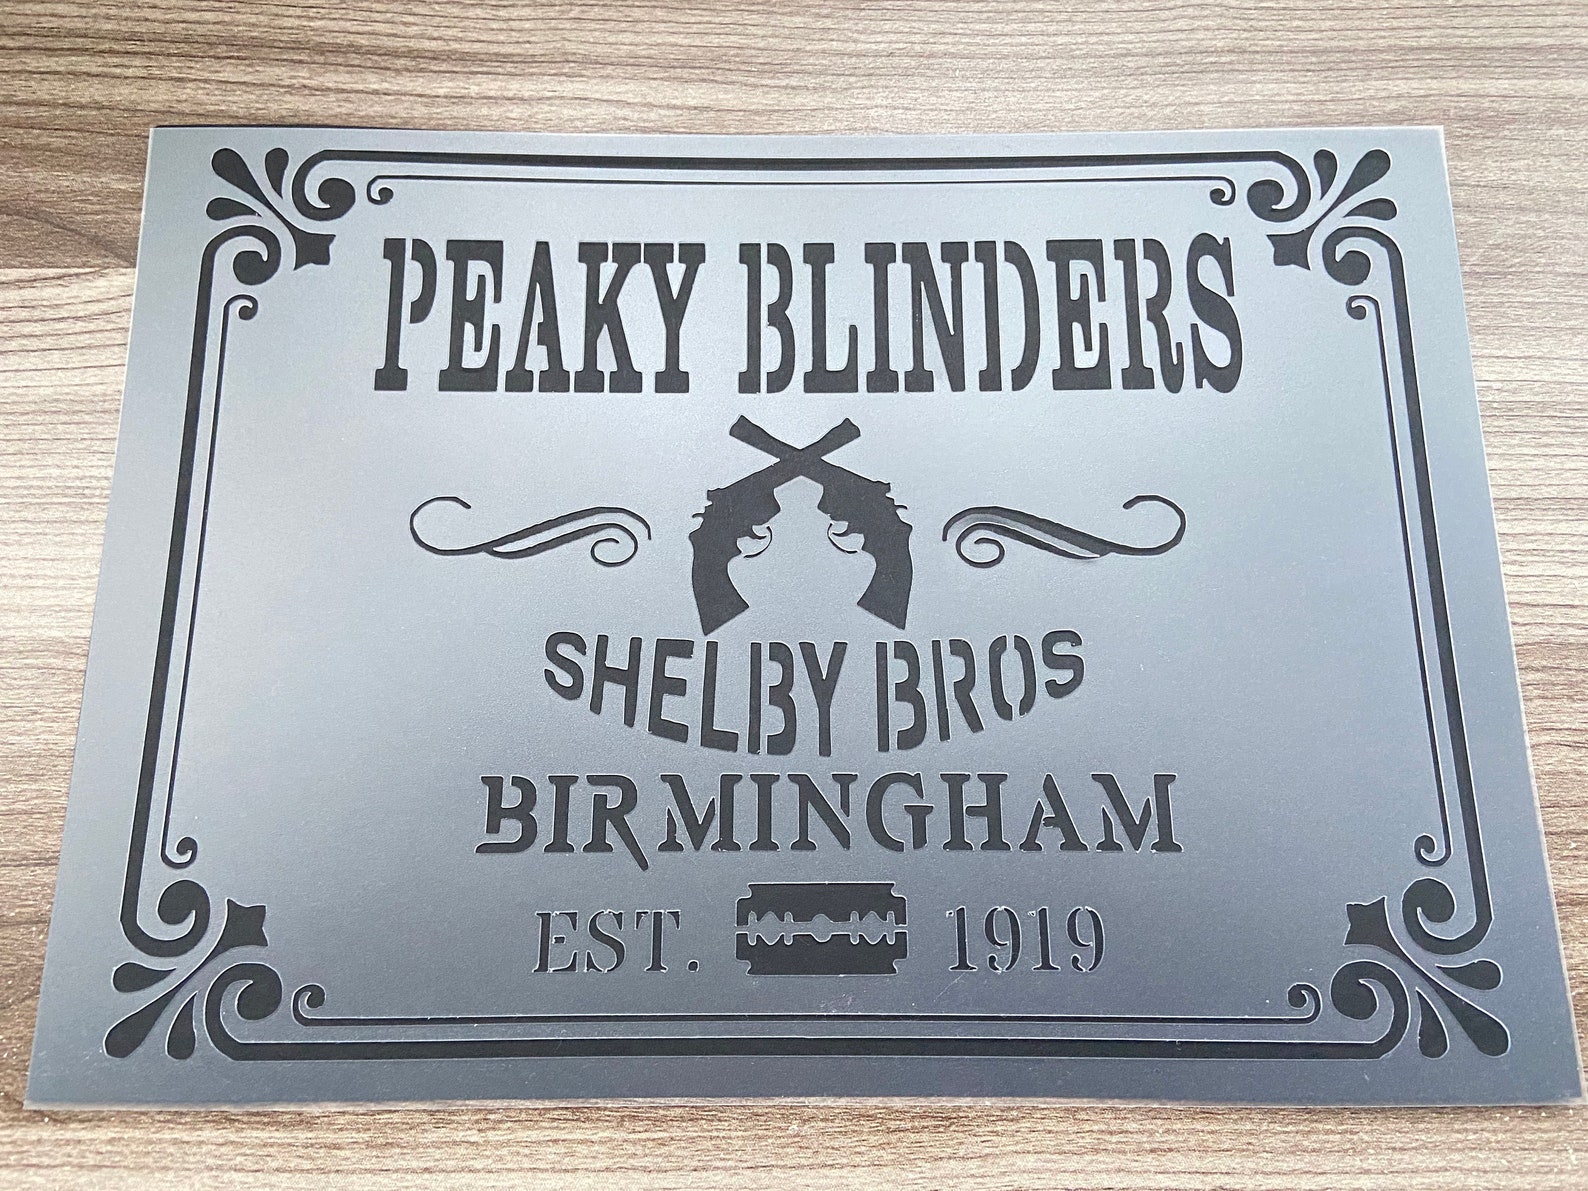 PEAKY BLINDERS
SHELBY BROS
BIRMINGHAM
EST. 1919